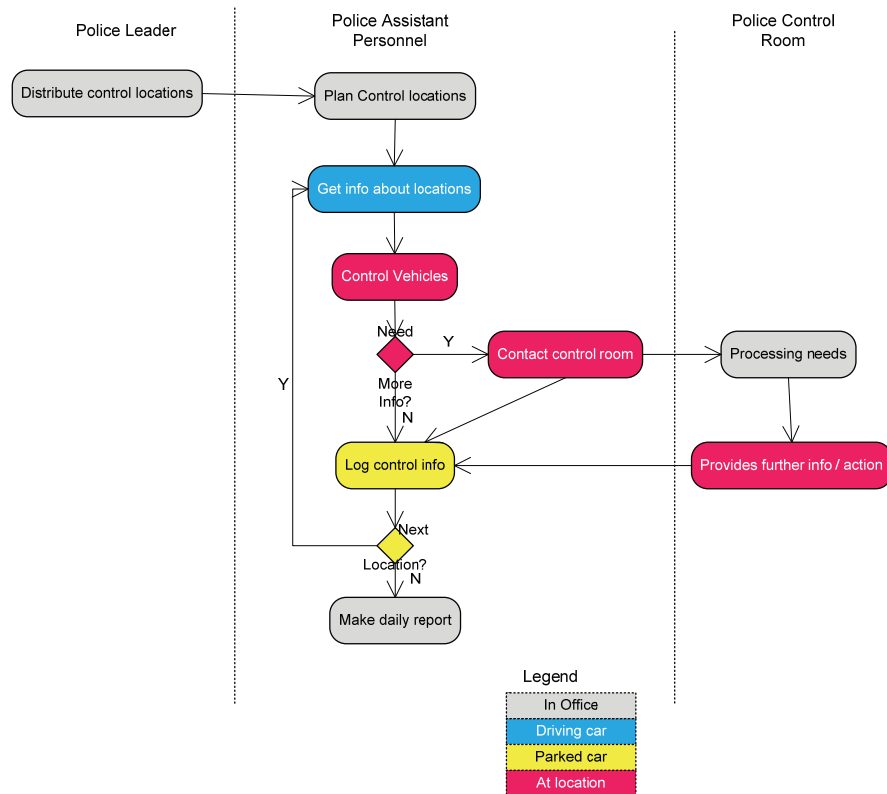 Police Leader
Police Assistant
Personnel
Police Control
Room
Distribute control locations
Plan Control locations
Get info about locations
Control Vehicles
Need
More
Info?
Y
Contact control room
Processing needs
Y
N
Log control info
Provides further info / action
Next
Location?
N
Make daily report
Legend
In Office
Driving car
Parked car
At location